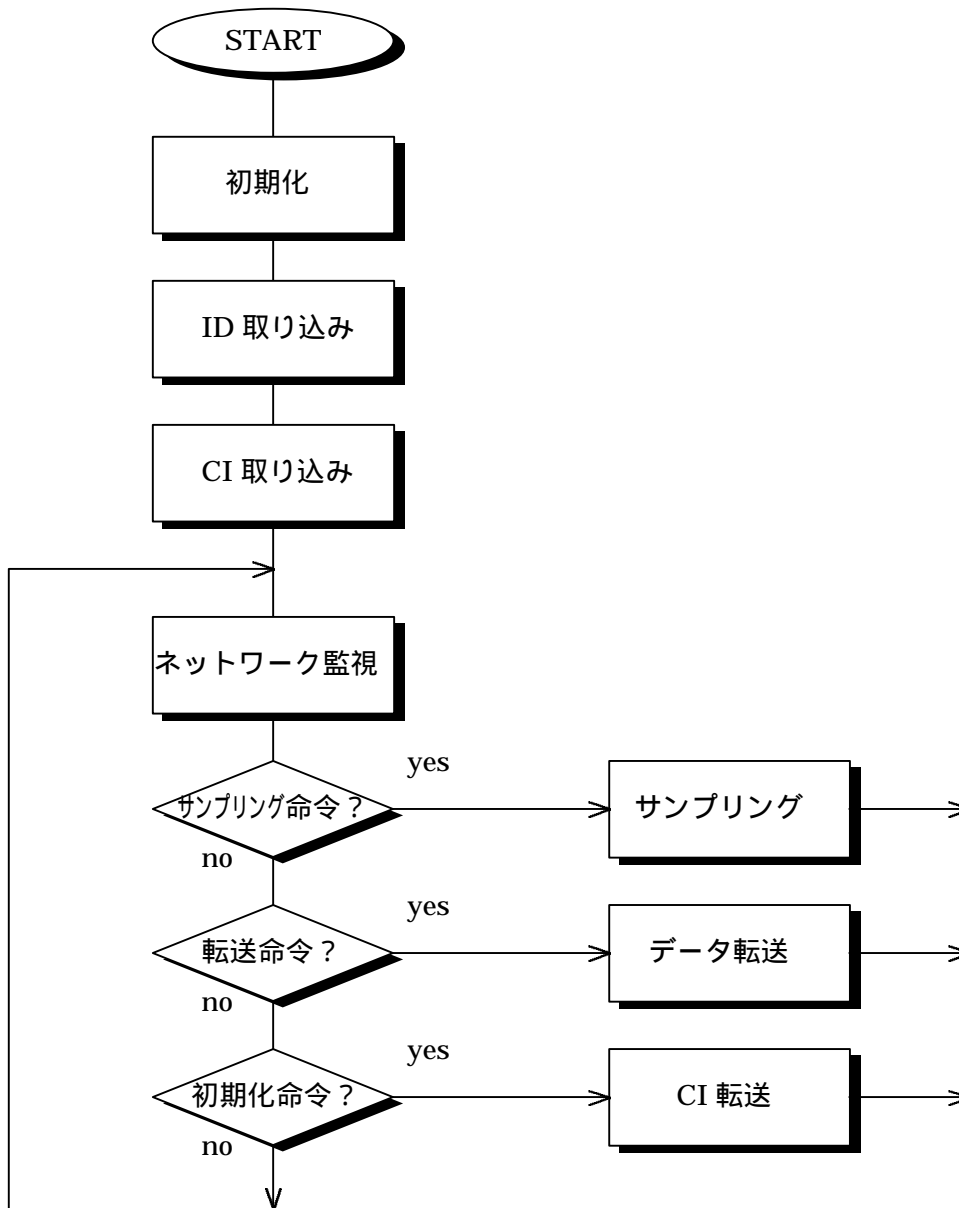 START
初期化
ID 取り込み
CI 取り込み
ネットワーク監視
yes
サンプリング命令？
サンプリング
no
yes
転送命令？
データ転送
no
yes
初期化命令？
CI 転送
no